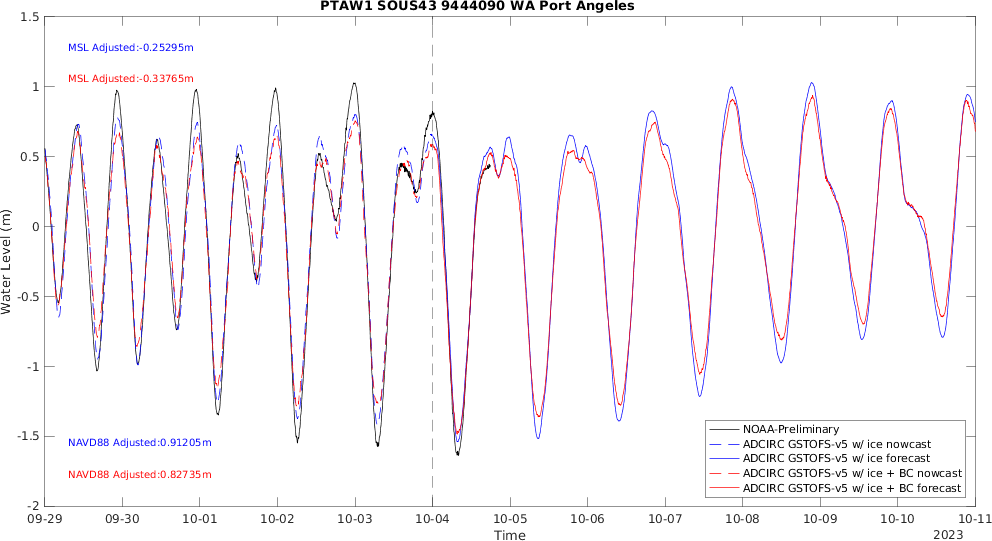 PTAW1 SOUS43 9444090 WA Port Angeles
1.5
MSL Adjusted:-0.25295m
MSL Adjusted:-0.33765m
1
0.5
0
-0.5
-1
-1.5
-2
Water Level (m)
NAVD88 Adjusted:0.91205m
NAVD88 Adjusted:0.82735m
NOAA-Preliminary
ADCIRC GSTOFS-v5 w/ ice nowcast
ADCIRC GSTOFS-v5 w/ ice forecast
ADCIRC GSTOFS-v5 w/ ice + BC nowcast
ADCIRC GSTOFS-v5 w/ ice + BC forecast
09-29 09-30 10-01 10-02 10-03 10-04 10-05 10-06 10-07 10-08 10-09 10-10 10-11
Time
2023